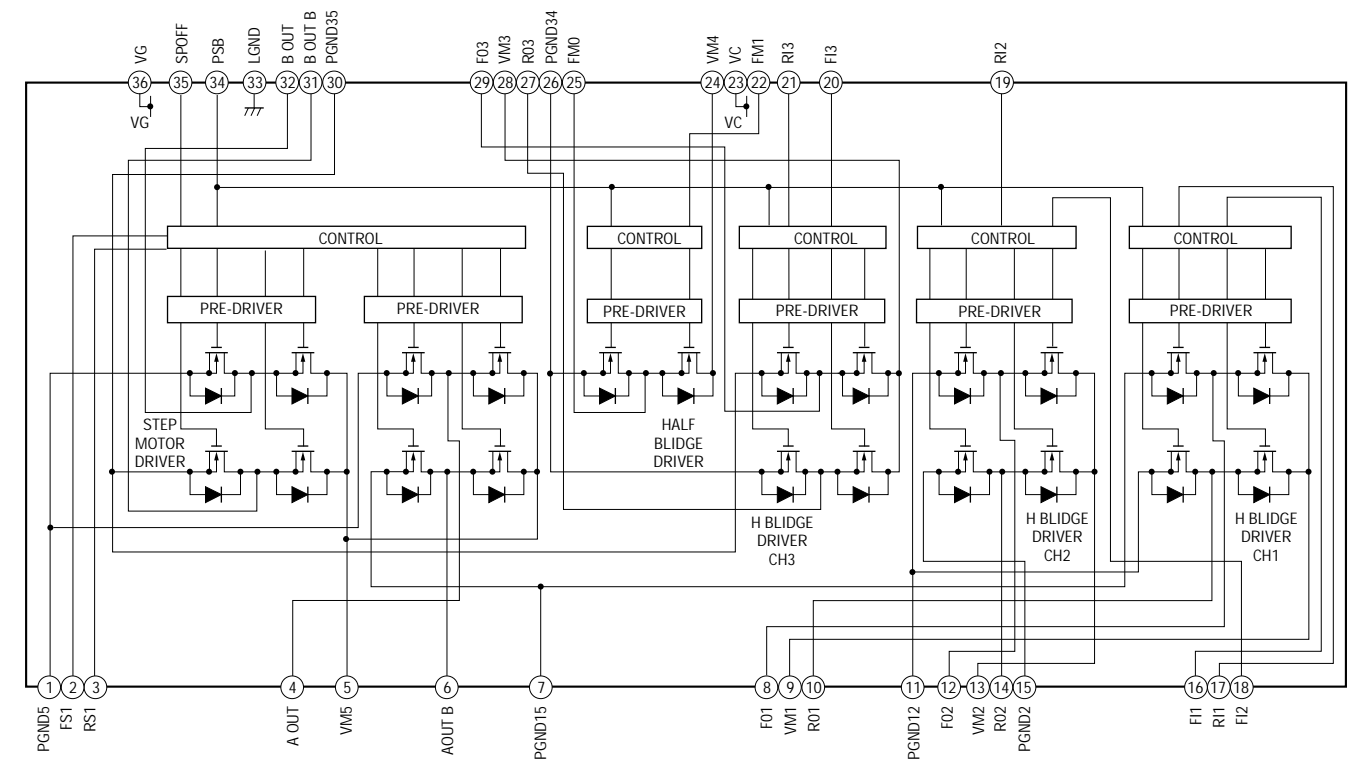 VG
SPOFF
PSB
LGND
B OUT
B OUT B
PGND35
F03
VM3
R03
PGND34
FM0
VM4
VC
FM1
RI3
FI3
RI2
36
35
34
33
32
31
30
29
28
27
26
25
24
23
22
21
20
19
VG
VC
CONTROL
CONTROL
CONTROL
CONTROL
CONTROL
PRE-DRIVER
PRE-DRIVER
PRE-DRIVER
PRE-DRIVER
PRE-DRIVER
PRE-DRIVER
STEP
MOTOR
DRIVER
HALF
BLIDGE
DRIVER
H BLIDGE
DRIVER
CH3
H BLIDGE
DRIVER
CH2
H BLIDGE
DRIVER
CH1
1
2
3
4
5
6
7
8
9
10
11
12
13
14
15
16
17
18
PGND5
FS1
RS1
A OUT
VM5
AOUT B
PGND15
F01
VM1
R01
PGND12
F02
VM2
R02
PGND2
FI1
RI1
FI2